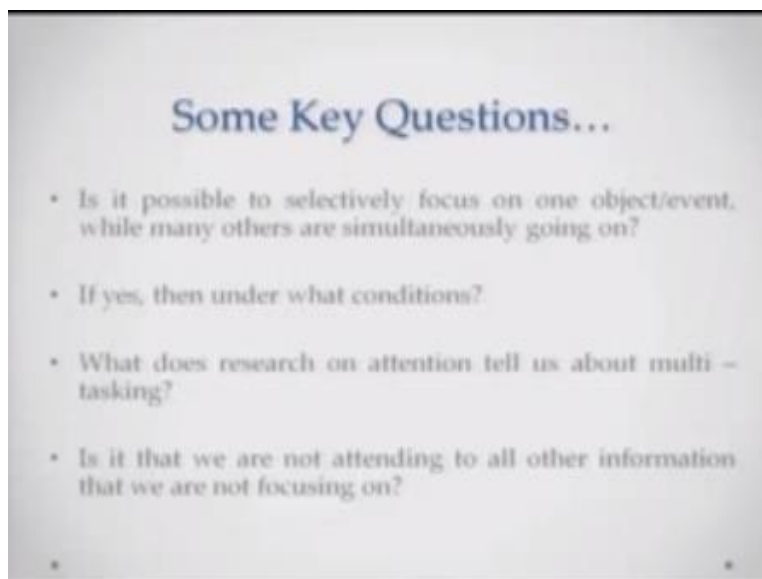 Some Key Questions...
• Is it possible to selectively focus on one object/event,
while many others are simultaneously going on?
• If yes, then under what conditions?
• What does research on attention tell us about multi –
tasking?
• Is it that we are not attending to all other information
that we are not focusing on?